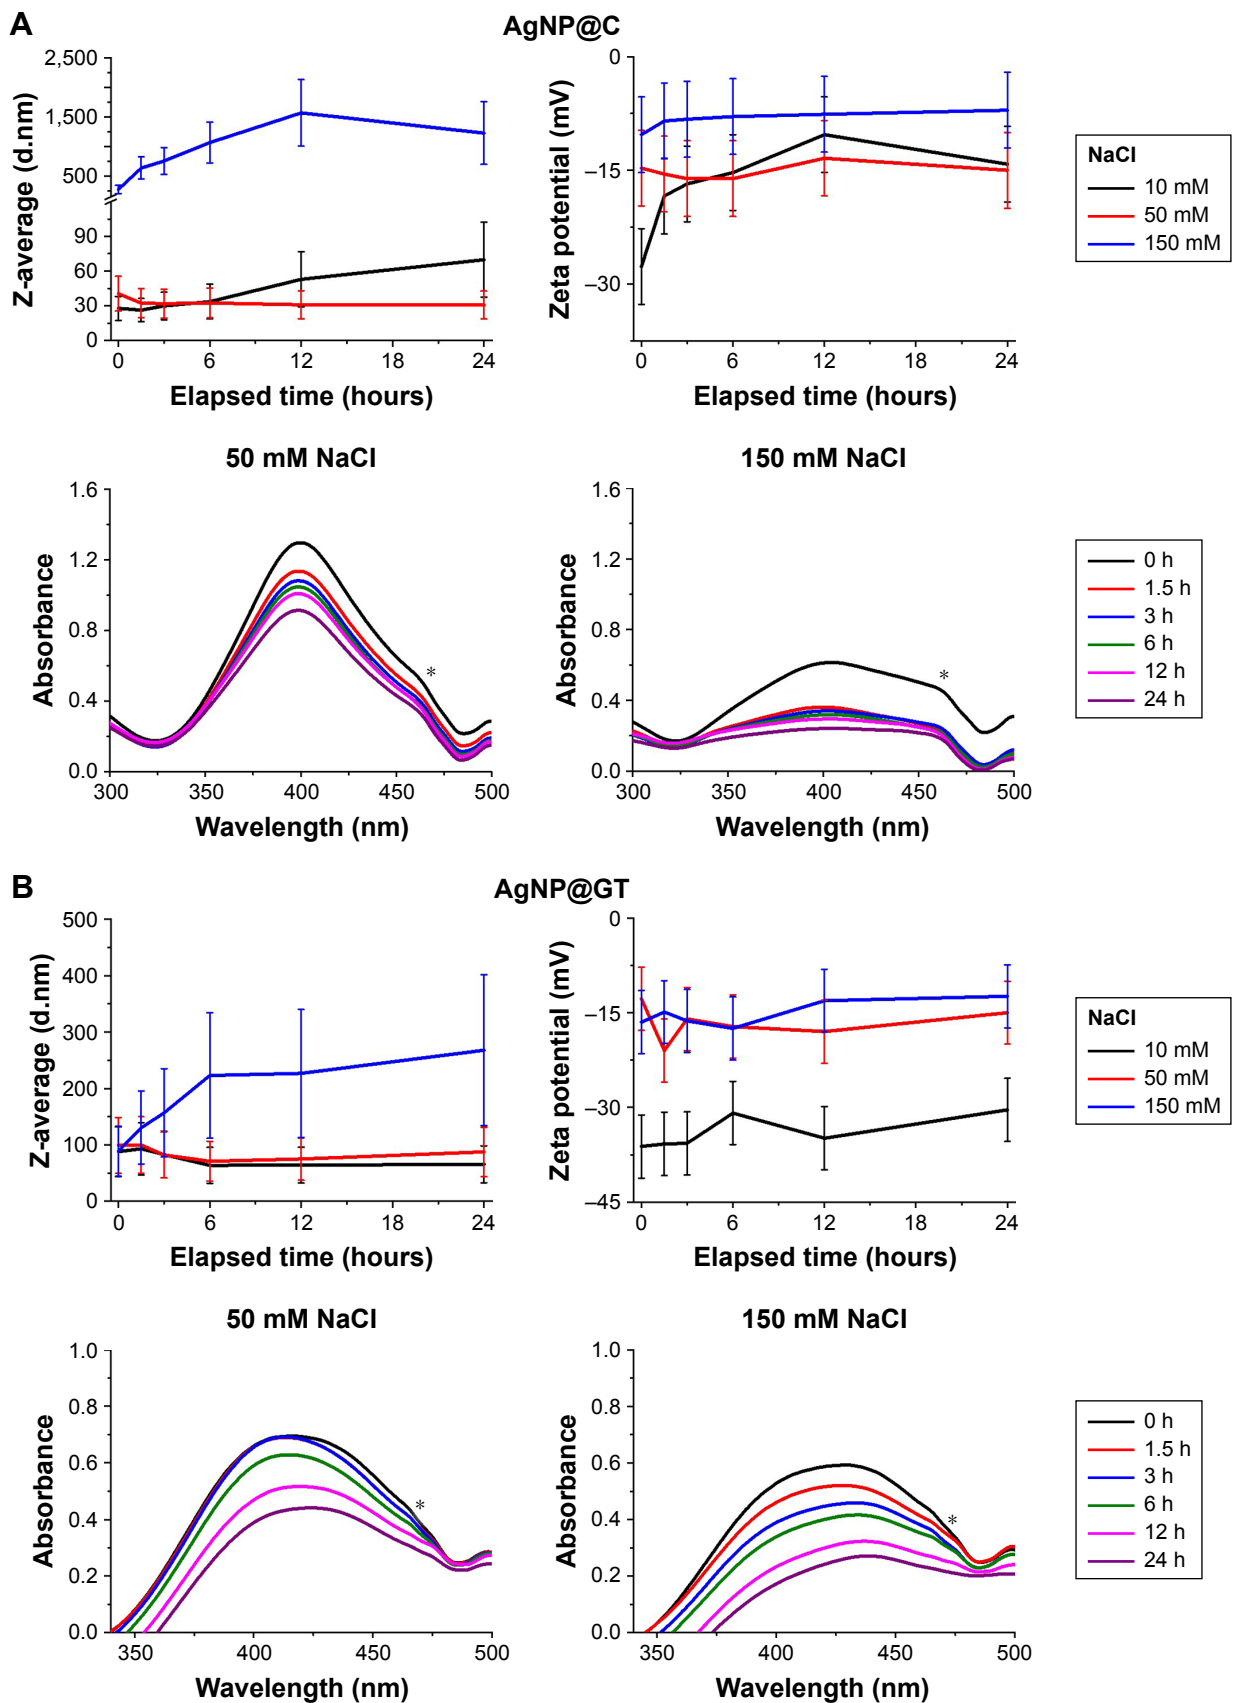 A
AgNP@C
2,500
1,500
500
90
60
30
0
Z-average (d.nm)
0 6 12 18 24
Elapsed time (hours)
0
–15
–30
Zeta potential (mV)
0 6 12 18 24
Elapsed time (hours)
NaCl
10 mM
50 mM
150 mM
50 mM NaCl
1.6
1.2
0.8
0.4
0.0
Absorbance
*
300 350 400 450 500
Wavelength (nm)
150 mM NaCl
1.6
1.2
0.8
0.4
0.0
Absorbance
*
300 350 400 450 500
Wavelength (nm)
0 h
1.5 h
3 h
6 h
12 h
24 h
B
AgNP@GT
500
400
300
200
100
0
Z-average (d.nm)
0 6 12 18 24
Elapsed time (hours)
0
–15
–30
–45
Zeta potential (mV)
0 6 12 18 24
Elapsed time (hours)
NaCl
10 mM
50 mM
150 mM
50 mM NaCl
1.0
0.8
0.6
0.4
0.2
0.0
Absorbance
*
350 400 450 500
Wavelength (nm)
150 mM NaCl
1.0
0.8
0.6
0.4
0.2
0.0
Absorbance
*
350 400 450 500
Wavelength (nm)
0 h
1.5 h
3 h
6 h
12 h
24 h